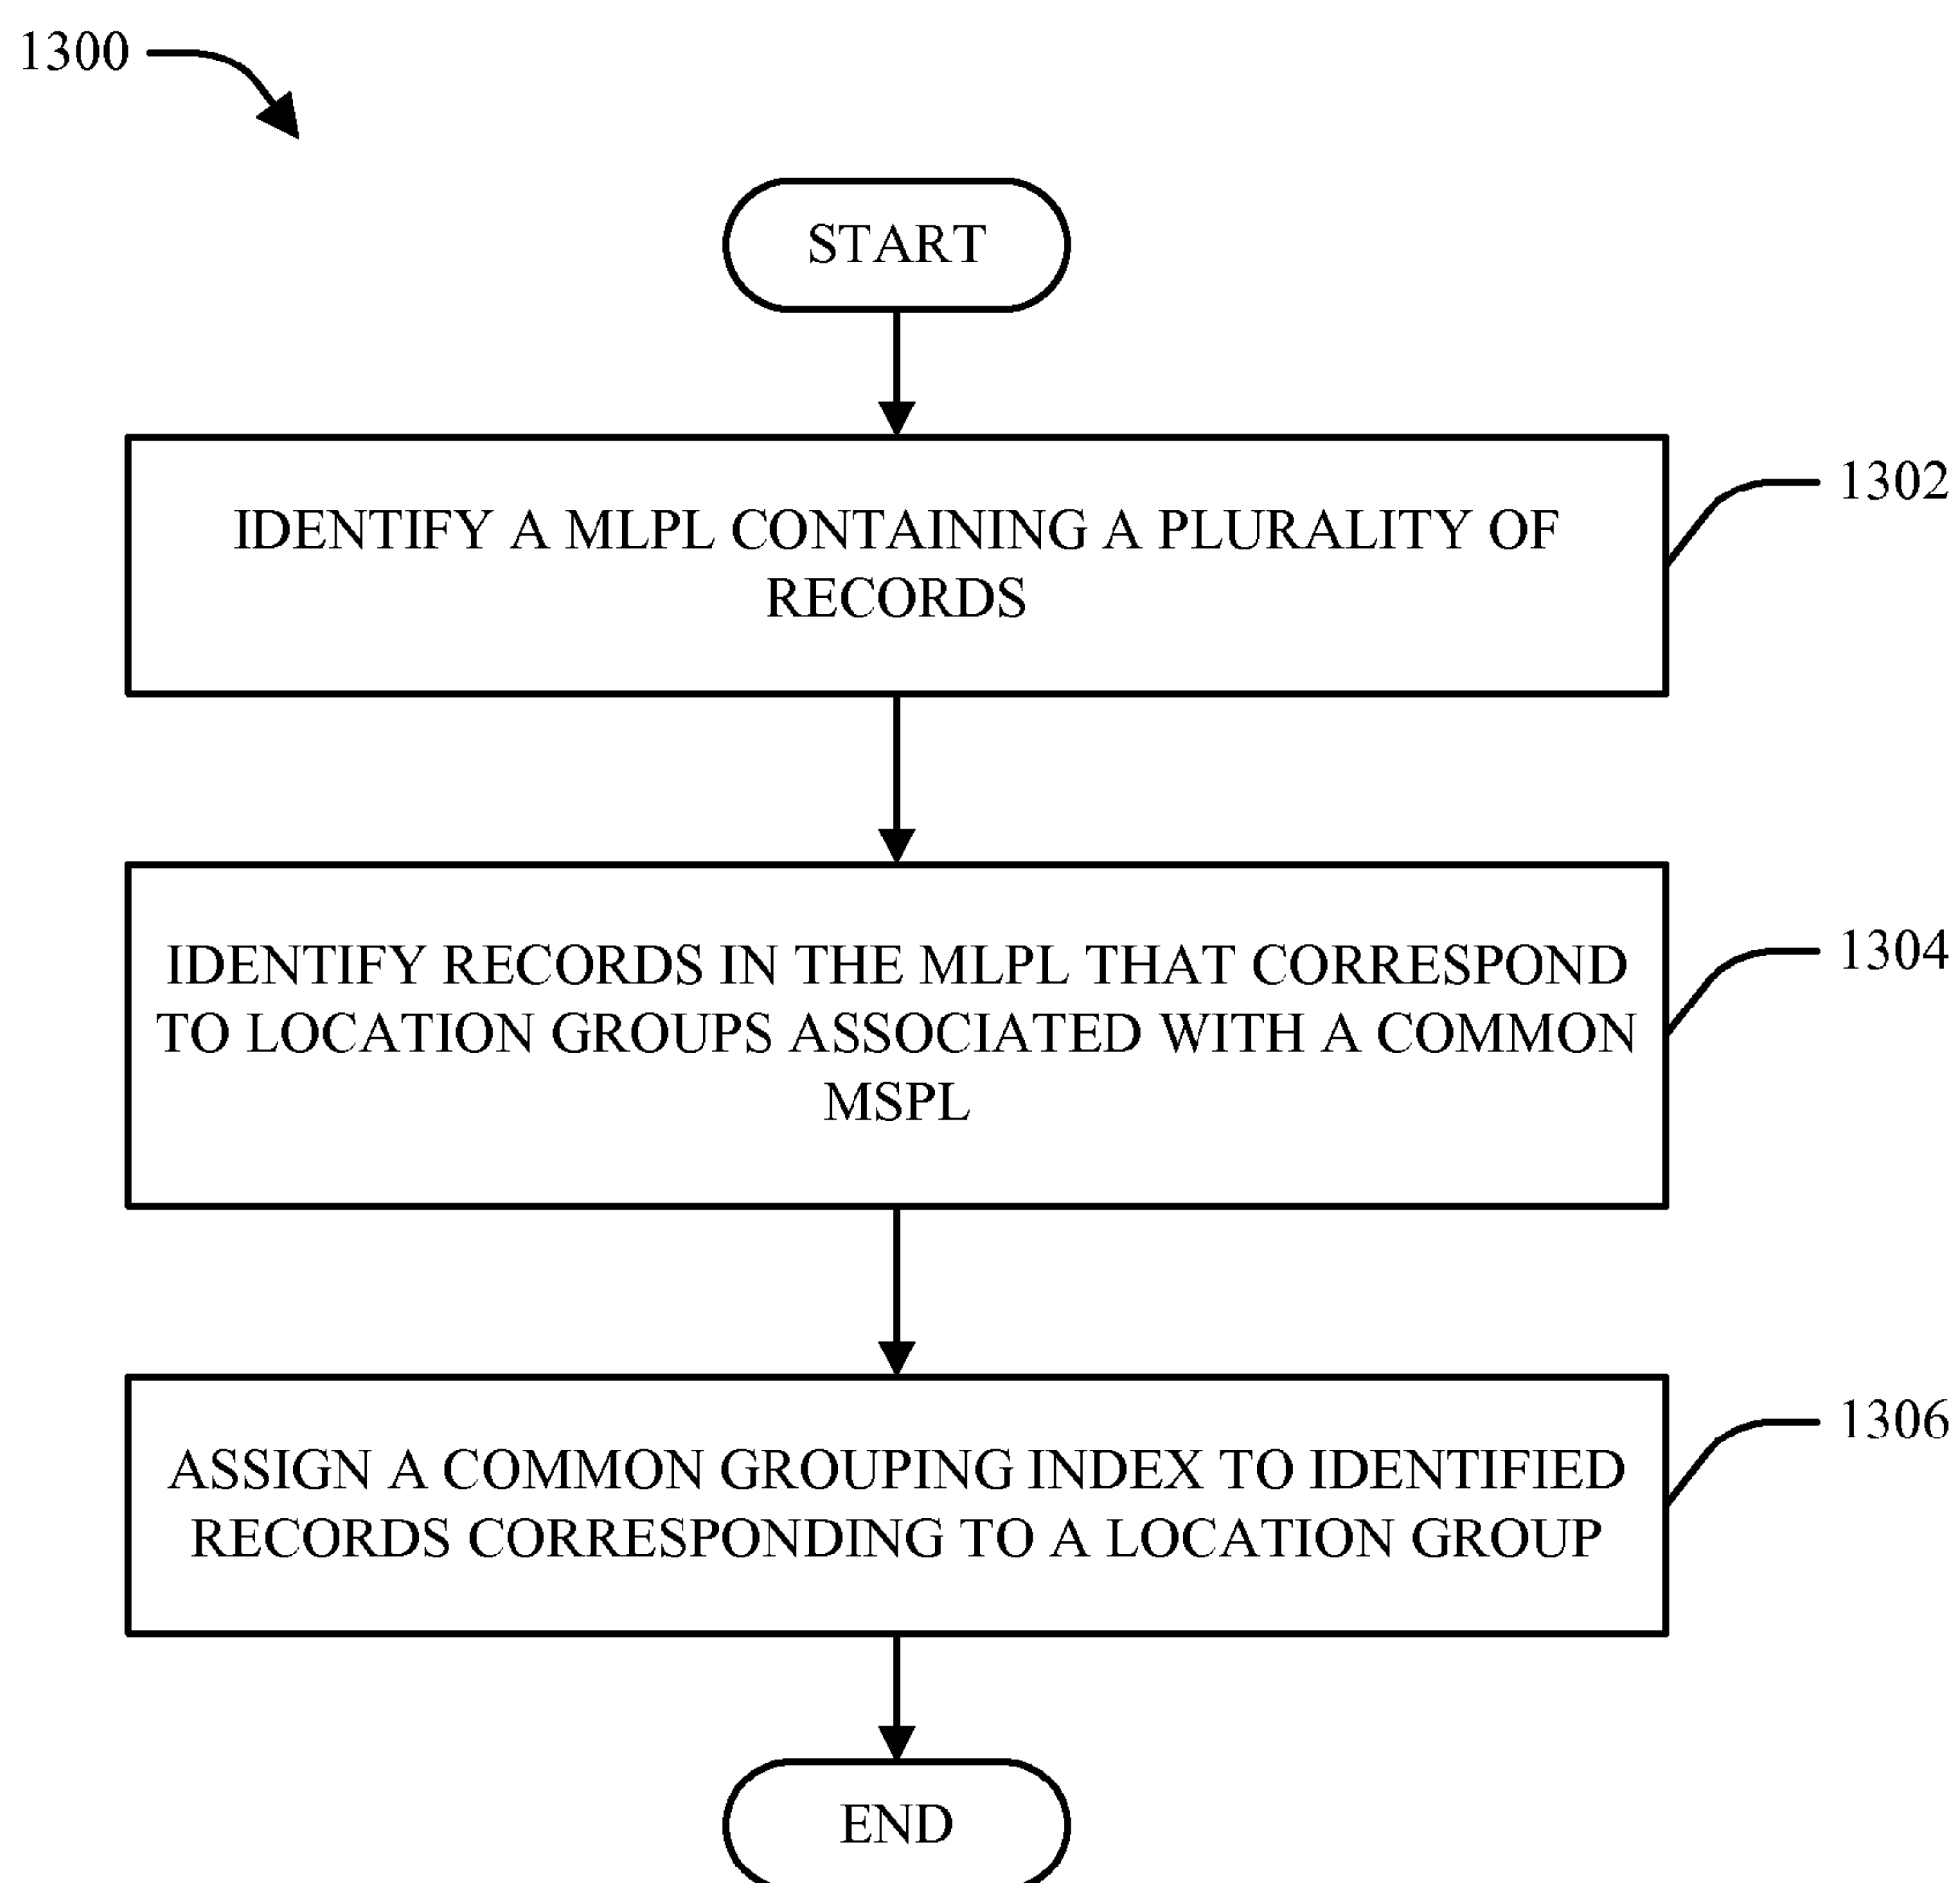 1300
START
IDENTIFY A MLPL CONTAINING A PLURALITY OF
RECORDS
1302
IDENTIFY RECORDS IN THE MLPL THAT CORRESPOND
TO LOCATION GROUPS ASSOCIATED WITH A COMMON
MSPL
1304
ASSIGN A COMMON GROUPING INDEX TO IDENTIFIED
RECORDS CORRESPONDING TO A LOCATION GROUP
1306
END